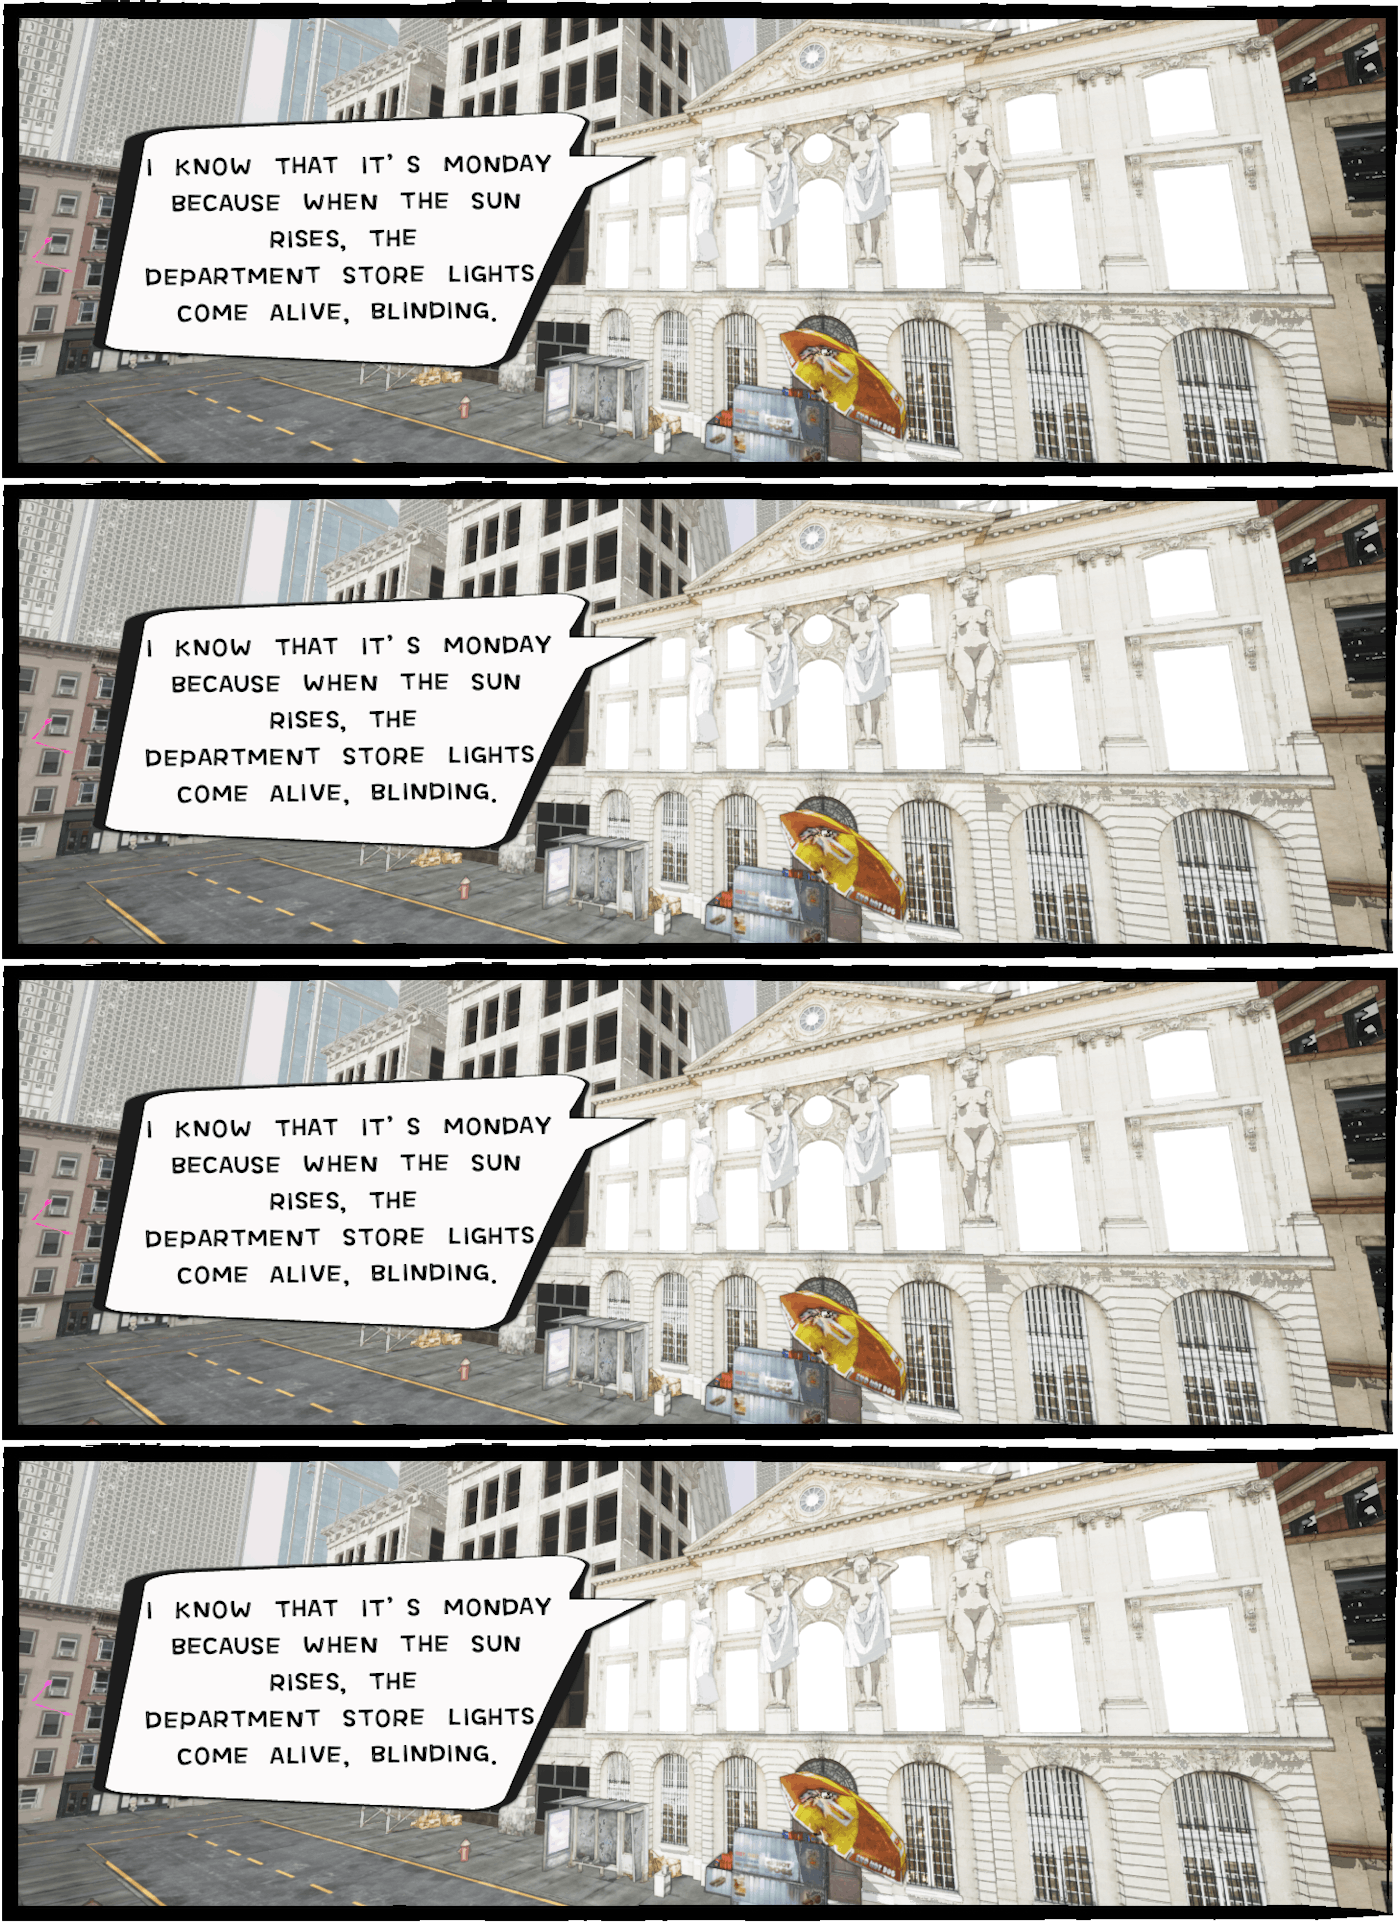 I KNOW THAT IT'S MONDAY
BECAUSE WHEN THE SUN
RISES, THE
DEPARTMENT STORE LIGHTS
COME ALIVE, BLINDING.
I KNOW THAT IT'S MONDAY
BECAUSE WHEN THE SUN
RISES, THE
DEPARTMENT STORE LIGHTS
COME ALIVE, BLINDING.
I KNOW THAT IT'S MONDAY
BECAUSE WHEN THE SUN
RISES, THE
DEPARTMENT STORE LIGHTS
COME ALIVE, BLINDING.
I KNOW THAT IT'S MONDAY
BECAUSE WHEN THE SUN
RISES, THE
DEPARTMENT STORE LIGHTS
COME ALIVE, BLINDING.